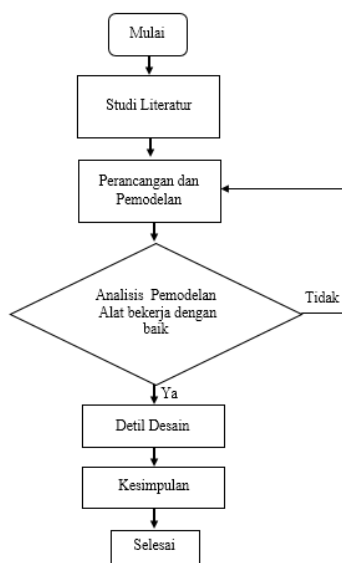 Mulai
Studi Literatur
Perancangan dan
Pemodelan
Analisis Pemodelan
Alat bekerja dengan
baik
Tidak
Ya
Detil Desain
Kesimpulan
Selesai